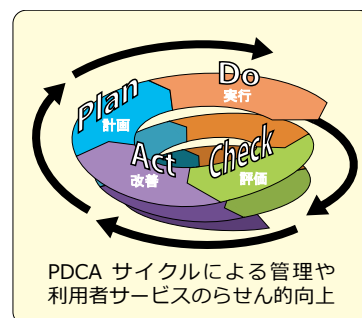 Plan
計画
Do
実行
Check
評価
Act
改善
PDCA サイクルによる管理や
利用者サービスのらせん的向上